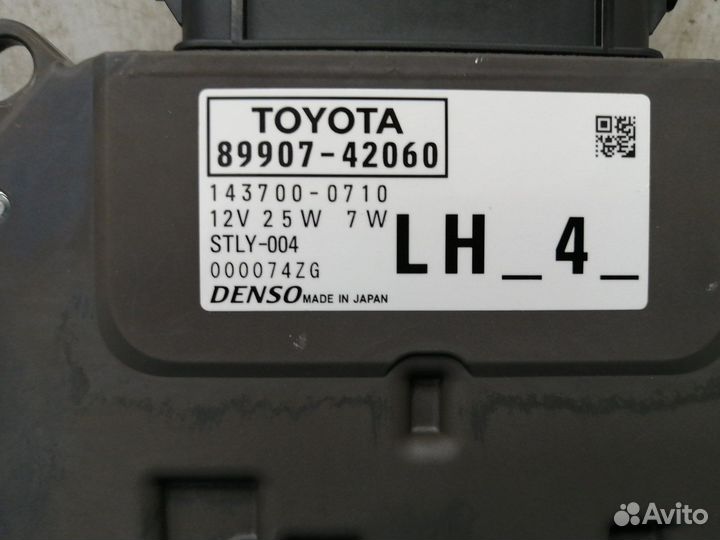 TOYOTA
89907-42060
143700-0710
12V 25W 7W
STLY-004
000074ZG
LH_4_
DENSO MADE IN JAPAN
Avito